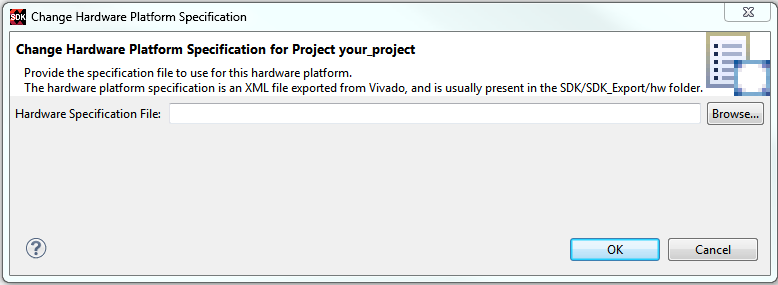 SDK Change Hardware Platform Specification
Change Hardware Platform Specification for Project your_project
Provide the specification file to use for this hardware platform.
The hardware platform specification is an XML file exported from Vivado, and is usually present in the SDK/SDK_Export/hw folder.
Hardware Specification File: Browse...
? OK Cancel